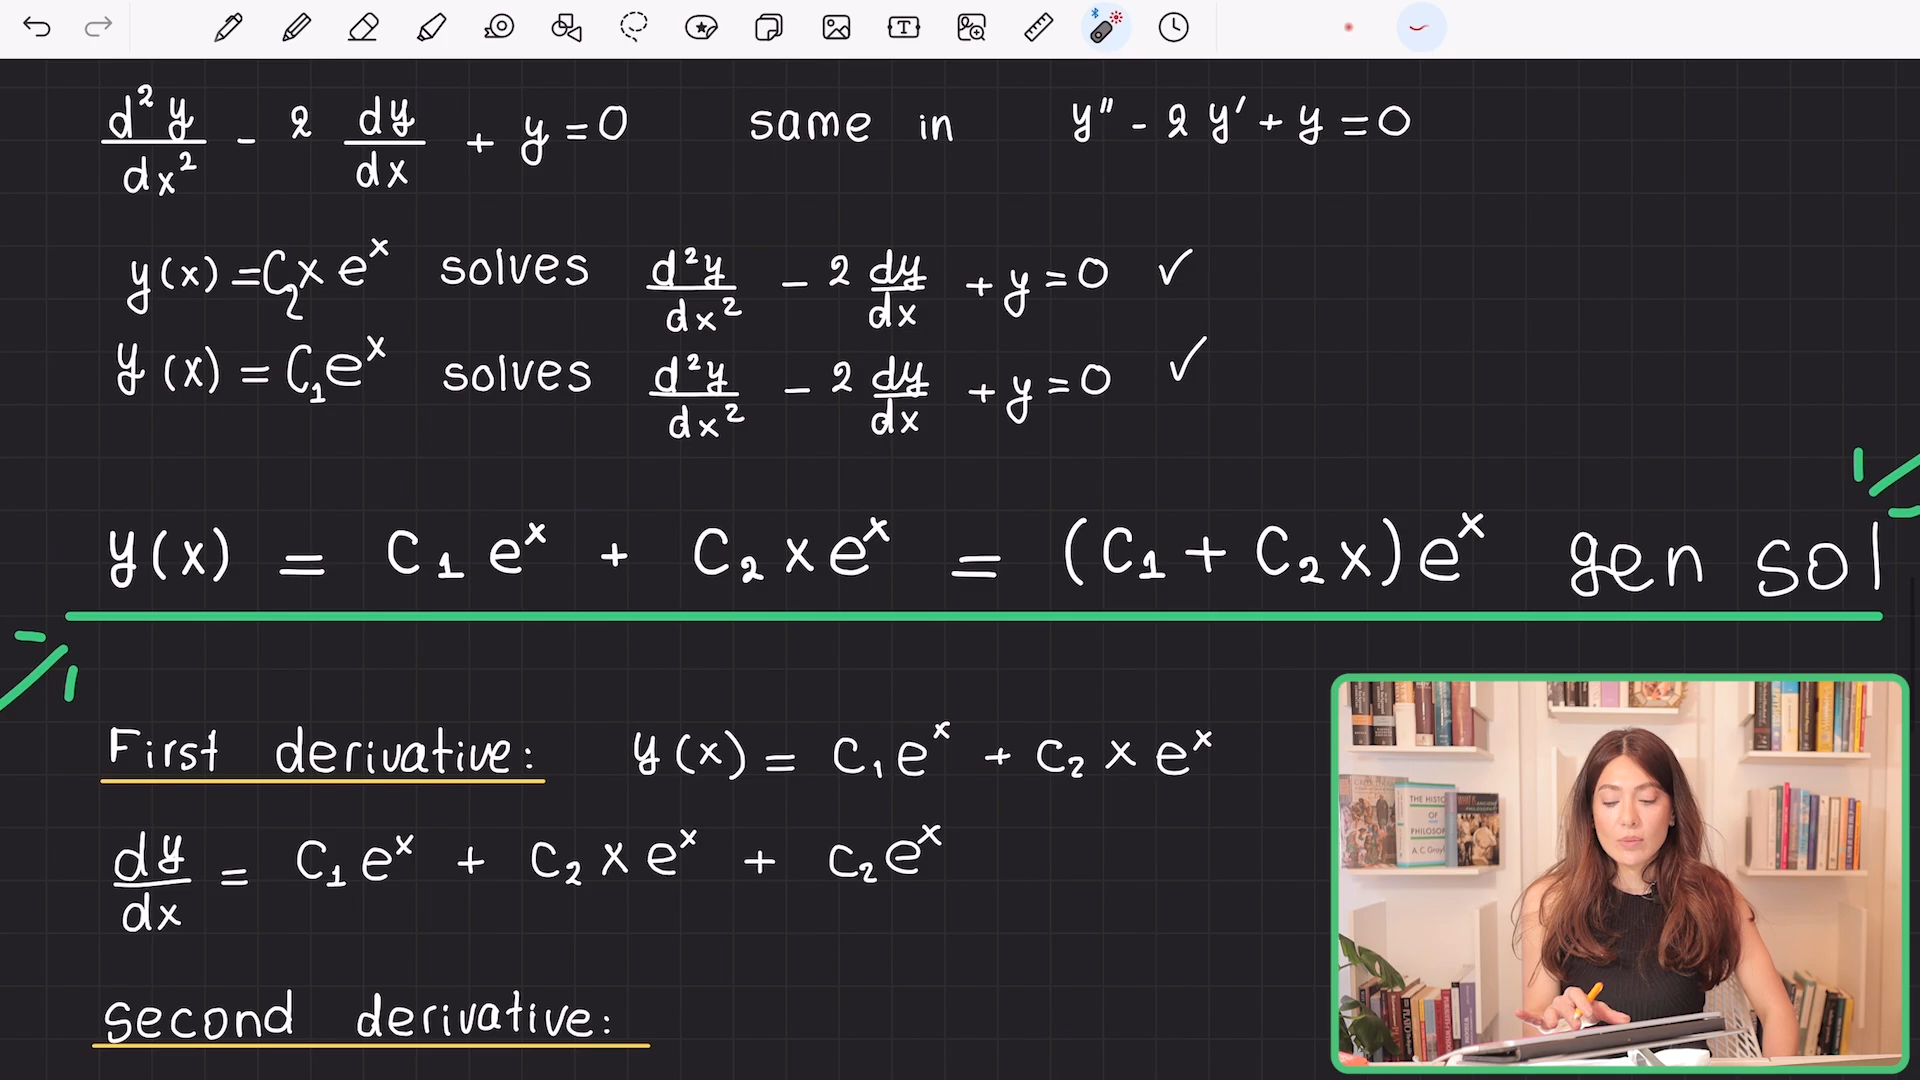 d²y/dx² - 2 dy/dx + y = 0 same in y'' - 2 y' + y = 0
y(x) = C₂x eˣ solves d²y/dx² - 2 dy/dx + y = 0 ✓
y(x) = C₁eˣ solves d²y/dx² - 2 dy/dx + y = 0 ✓
y(x) = C₁ eˣ + C₂ x eˣ = (C₁ + C₂ x) eˣ gen sol
First derivative: y(x) = C₁ eˣ + C₂ x eˣ
dy/dx = C₁ eˣ + C₂ x eˣ + C₂ eˣ
Second derivative:
OF
A. C.